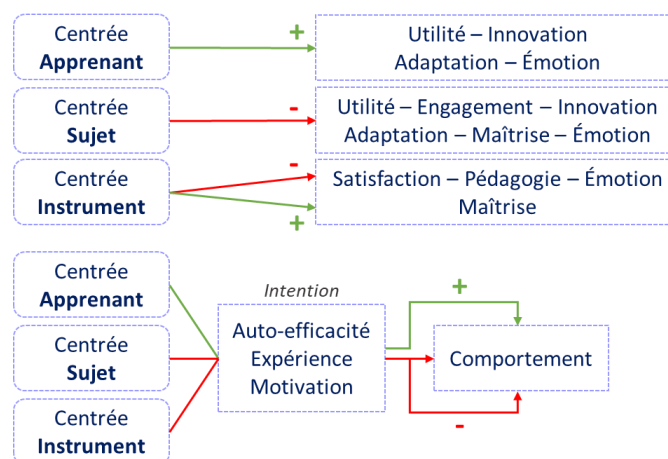 Centrée
Apprenant
+
Utilité – Innovation
Adaptation – Émotion
Centrée
Sujet
-
Utilité – Engagement – Innovation
Adaptation – Maîtrise – Émotion
Centrée
Instrument
-
+
Satisfaction – Pédagogie – Émotion
Maîtrise
Centrée
Apprenant
Centrée
Sujet
Centrée
Instrument
Intention
Auto-efficacité
Expérience
Motivation
+
-
Comportement